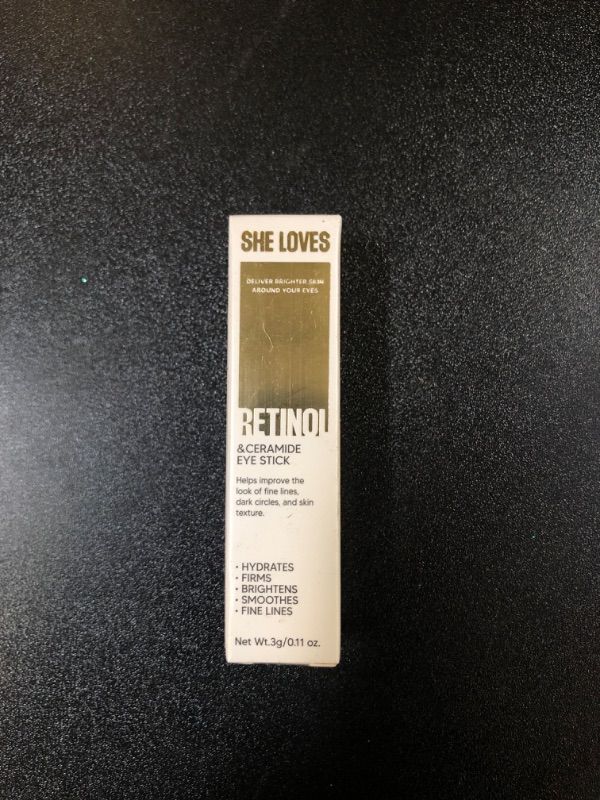 SHE LOVES
DELIVER BRIGHTER SKIN
AROUND YOUR EYES
RETINOL
&CERAMIDE
EYE STICK
Helps improve the
look of fine lines,
dark circles, and skin
texture.
• HYDRATES
• FIRMS
• BRIGHTENS
• SMOOTHES
• FINE LINES
Net Wt.3g/0.11 oz.